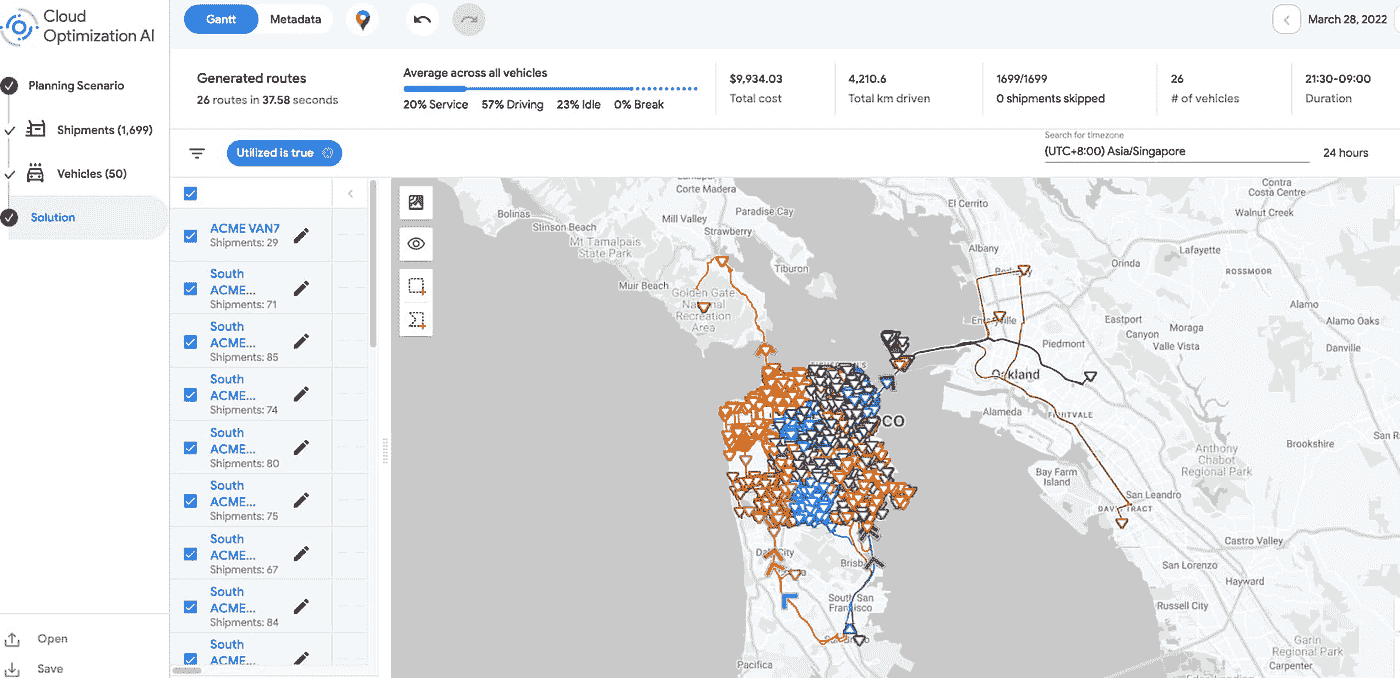 Cloud
Optimization AI
Gantt
Metadata
March 28, 2022
Planning Scenario
Shipments (1,699)
Vehicles (50)
Solution
Open
Save
Generated routes
26 routes in 37.58 seconds
Average across all vehicles
20% Service 57% Driving 23% Idle 0% Break
$9,934.03
Total cost
4,210.6
Total km driven
1699/1699
0 shipments skipped
26
# of vehicles
21:30-09:00
Duration
Utilized is true
Search for timezone
(UTC+8:00) Asia/Singapore
24 hours
ACME VAN7
Shipments: 29
South
ACME...
Shipments: 71
South
ACME...
Shipments: 85
South
ACME...
Shipments: 74
South
ACME...
Shipments: 80
South
ACME...
Shipments: 75
South
ACME...
Shipments: 67
South
ACME...
Shipments: 84
South
ACME...
Corte Madera
Bolinas
Stinson Beach
Mill Valley
Paradise Cay
Strawberry
Mt Tamalpais
State Park
Tiburon
Muir Beach
Golden Gate
National
Recreation
Area
El Cerrito
Contra
Costa Centre
Walnut Creek
Albany
Lafayette
Orinda
ROSSMOOR
Alamo
Eastport
Canyon
Moraga
Valle Vista
Alamo Oaks
Piedmont
Danville
Oakland
Alameda
FRUITVALE
CO
Brookshire
San R
Anthony
Chabot
Regional Park
Bay Farm
Island
San Leandro
DAVIS TRACT
Castro Valley
San Lorenzo
Hayward
Russell City
Garin
Regional Park
Carpenter
Daly City
Brisb
South San
Francisco
Pacifica